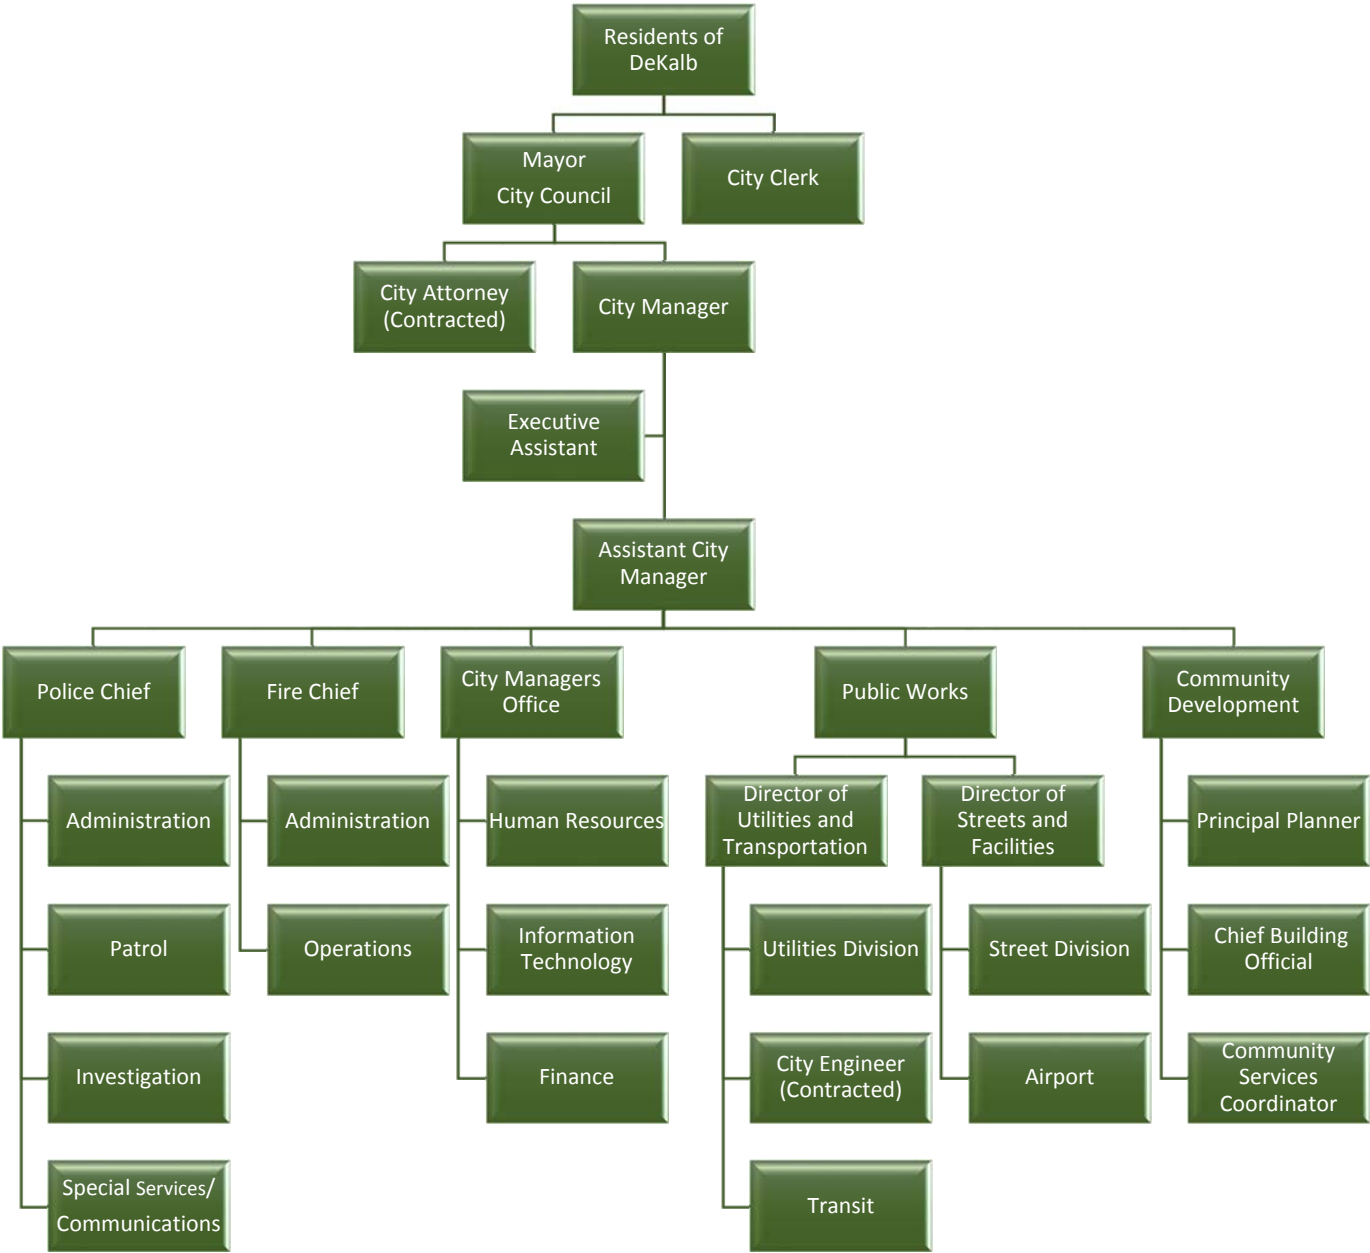 Residents of
DeKalb
Mayor
City Council
City Clerk
City Attorney
(Contracted)
City Manager
Executive
Assistant
Assistant City
Manager
Police Chief
Fire Chief
City Managers
Office
Public Works
Community
Development
Administration
Patrol
Investigation
Special Services/
Communications
Administration
Operations
Human Resources
Information
Technology
Finance
Director of
Utilities and
Transportation
Utilities Division
City Engineer
(Contracted)
Transit
Director of
Streets and
Facilities
Street Division
Airport
Principal Planner
Chief Building
Official
Community
Services
Coordinator